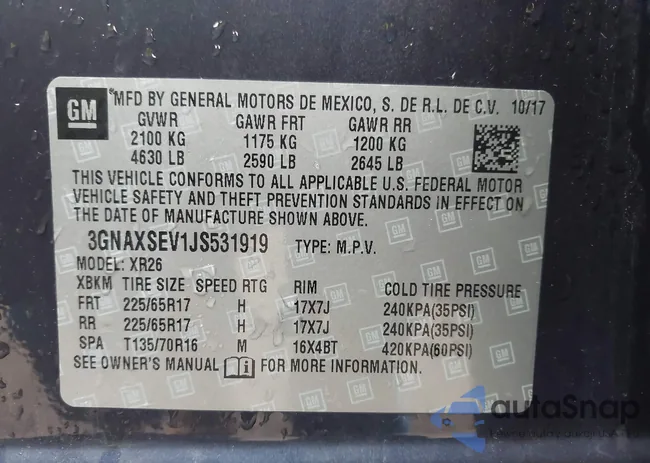 GM *MFD BY GENERAL MOTORS DE MEXICO, S. DE R.L. DE C.V. 10/17
GVWR GAWR FRT GAWR RR
2100 KG 1175 KG 1200 KG
4630 LB 2590 LB 2645 LB
THIS VEHICLE CONFORMS TO ALL APPLICABLE U.S. FEDERAL MOTOR
VEHICLE SAFETY AND THEFT PREVENTION STANDARDS IN EFFECT ON
THE DATE OF MANUFACTURE SHOWN ABOVE.
3GNAXSEV1JS531919 TYPE: M.P.V.
MODEL: XR26
XBKM TIRE SIZE SPEED RTG RIM COLD TIRE PRESSURE
FRT 225/65R17 H 17X7J 240KPA(35PSI)
RR 225/65R17 H 17X7J 240KPA(35PSI)
SPA T135/70R16 M 16X4BT 420KPA(60PSI)
SEE OWNER'S MANUAL FOR MORE INFORMATION.
autoSnap